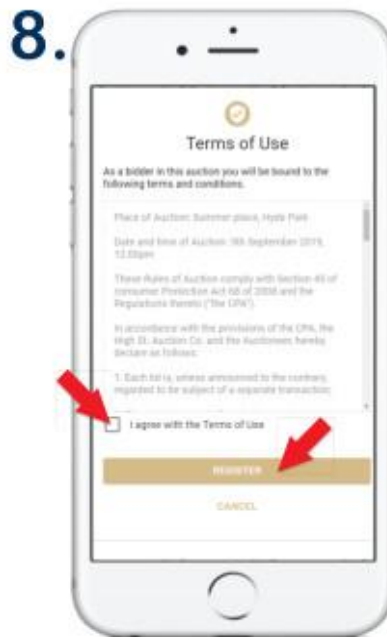 8.
Terms of Use
As a bidder in this auction you will be bound to the
following terms and conditions.
Place of Auction: Summer place, Hyde Park
Date and time of Auction: 5th September 2019,
12:00pm
These Rules of Auction comply with Section 45 of
consumer Protection Act 68 of 2008 and the
Regulations thereto ("the CPA").
In accordance with the provisions of the CPA, the
High St. Auction Co. and the Auctioneers hereby
declare as follows:
1. Each lot is, unless announced to the contrary,
regarded to be subject of a separate transaction.
I agree with the Terms of Use
REGISTER
CANCEL